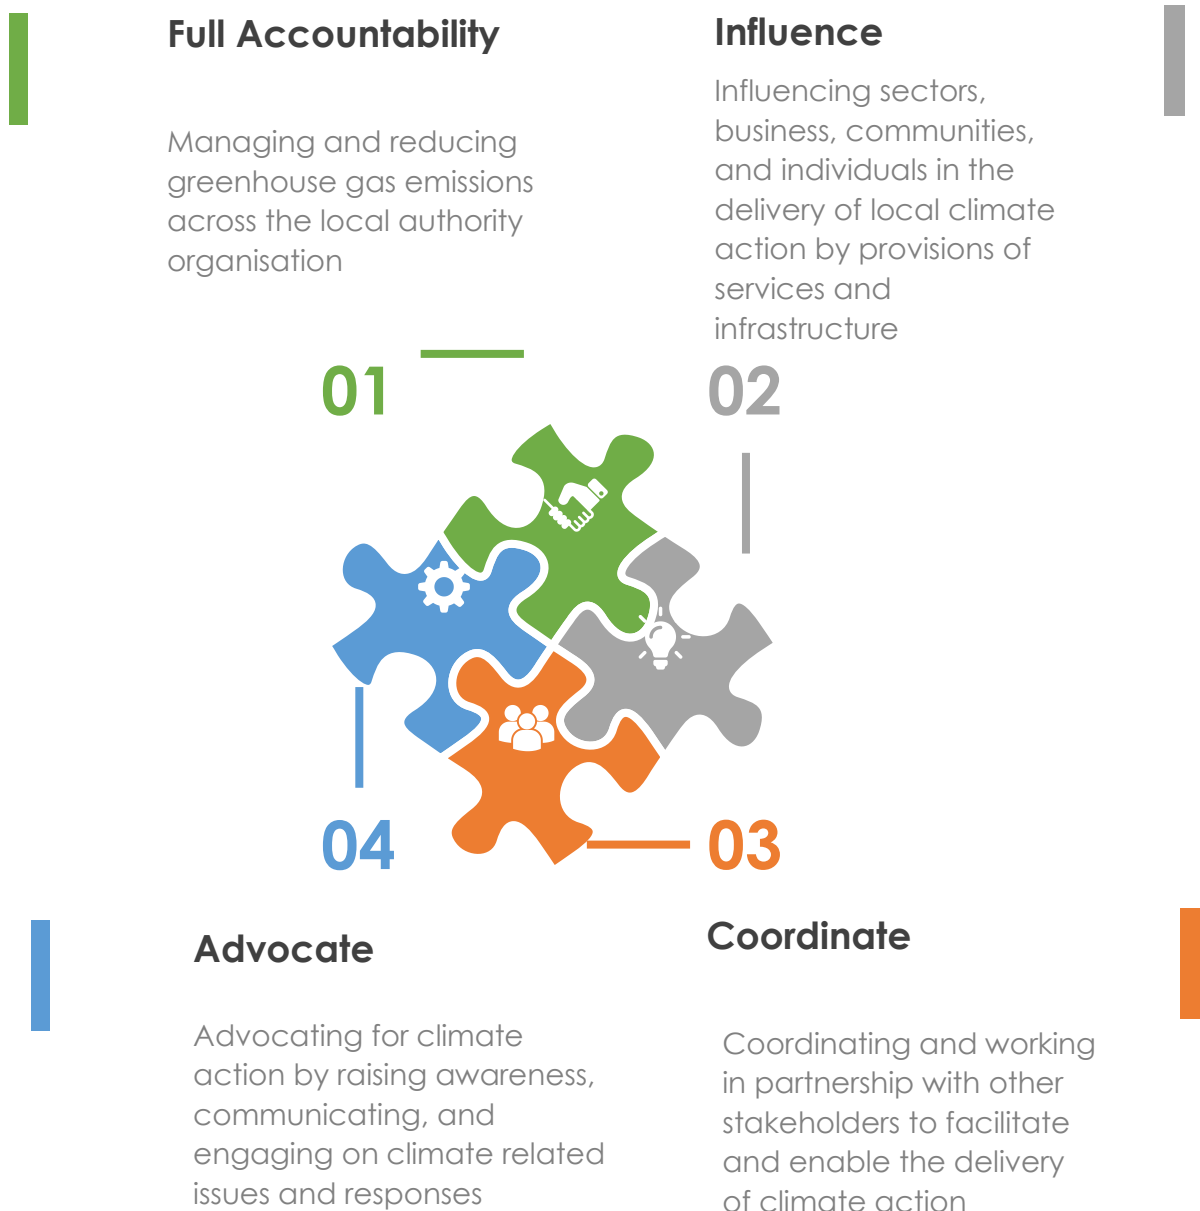 Full Accountability
Managing and reducing
greenhouse gas emissions
across the local authority
organisation
Influence
Influencing sectors,
business, communities,
and individuals in the
delivery of local climate
action by provisions of
services and
infrastructure
01
02
04
03
Advocate
Advocating for climate
action by raising awareness,
communicating, and
engaging on climate related
issues and responses
Coordinate
Coordinating and working
in partnership with other
stakeholders to facilitate
and enable the delivery
of climate action